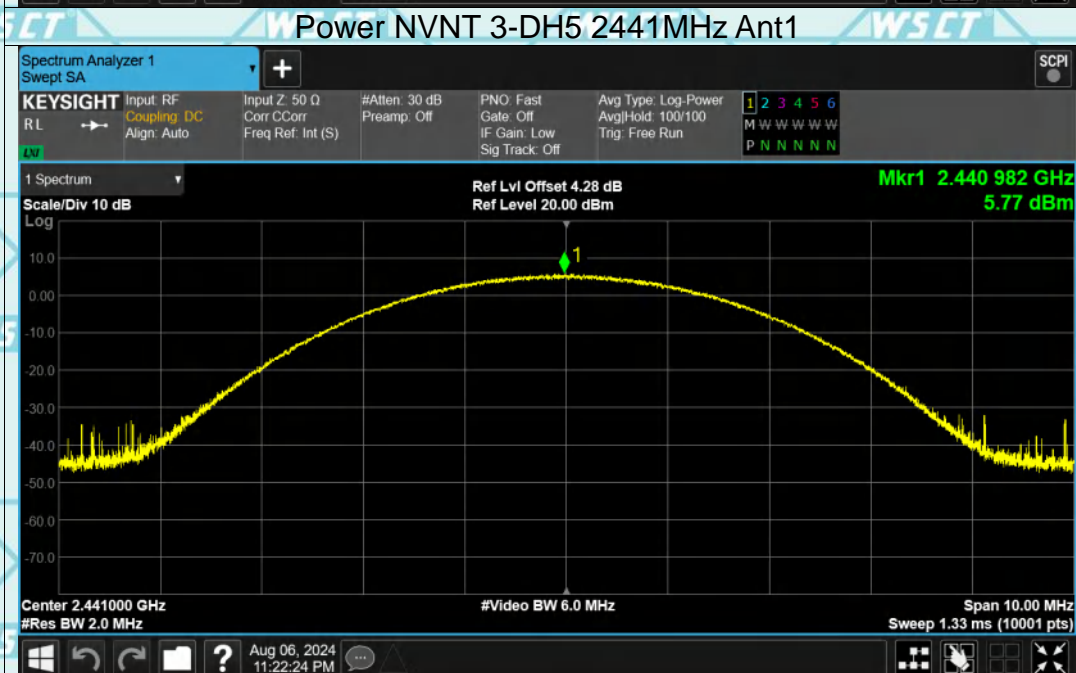 Power NVNT 3-DH5 2441MHz Ant1
WSCT
Spectrum Analyzer 1
Swept SA
+
SCPI
KEYSIGHT
RL
LXI
Input: RF
Coupling: DC
Align: Auto
Input Z: 50 Ω
Corr CCorr
Freq Ref: Int (S)
#Atten: 30 dB
Preamp: Off
PNO: Fast
Gate: Off
IF Gain: Low
Sig Track: Off
Avg Type: Log-Power
Avg|Hold: 100/100
Trig: Free Run
1 2 3 4 5 6
M W W W W W
P N N N N N
1 Spectrum
Scale/Div 10 dB
Log
Ref Lvl Offset 4.28 dB
Ref Level 20.00 dBm
Mkr1 2.440 982 GHz
5.77 dBm
1
10.0
0.00
-10.0
-20.0
-30.0
-40.0
-50.0
-60.0
-70.0
Center 2.441000 GHz
#Res BW 2.0 MHz
#Video BW 6.0 MHz
Span 10.00 MHz
Sweep 1.33 ms (10001 pts)
?
Aug 06, 2024
11:22:24 PM